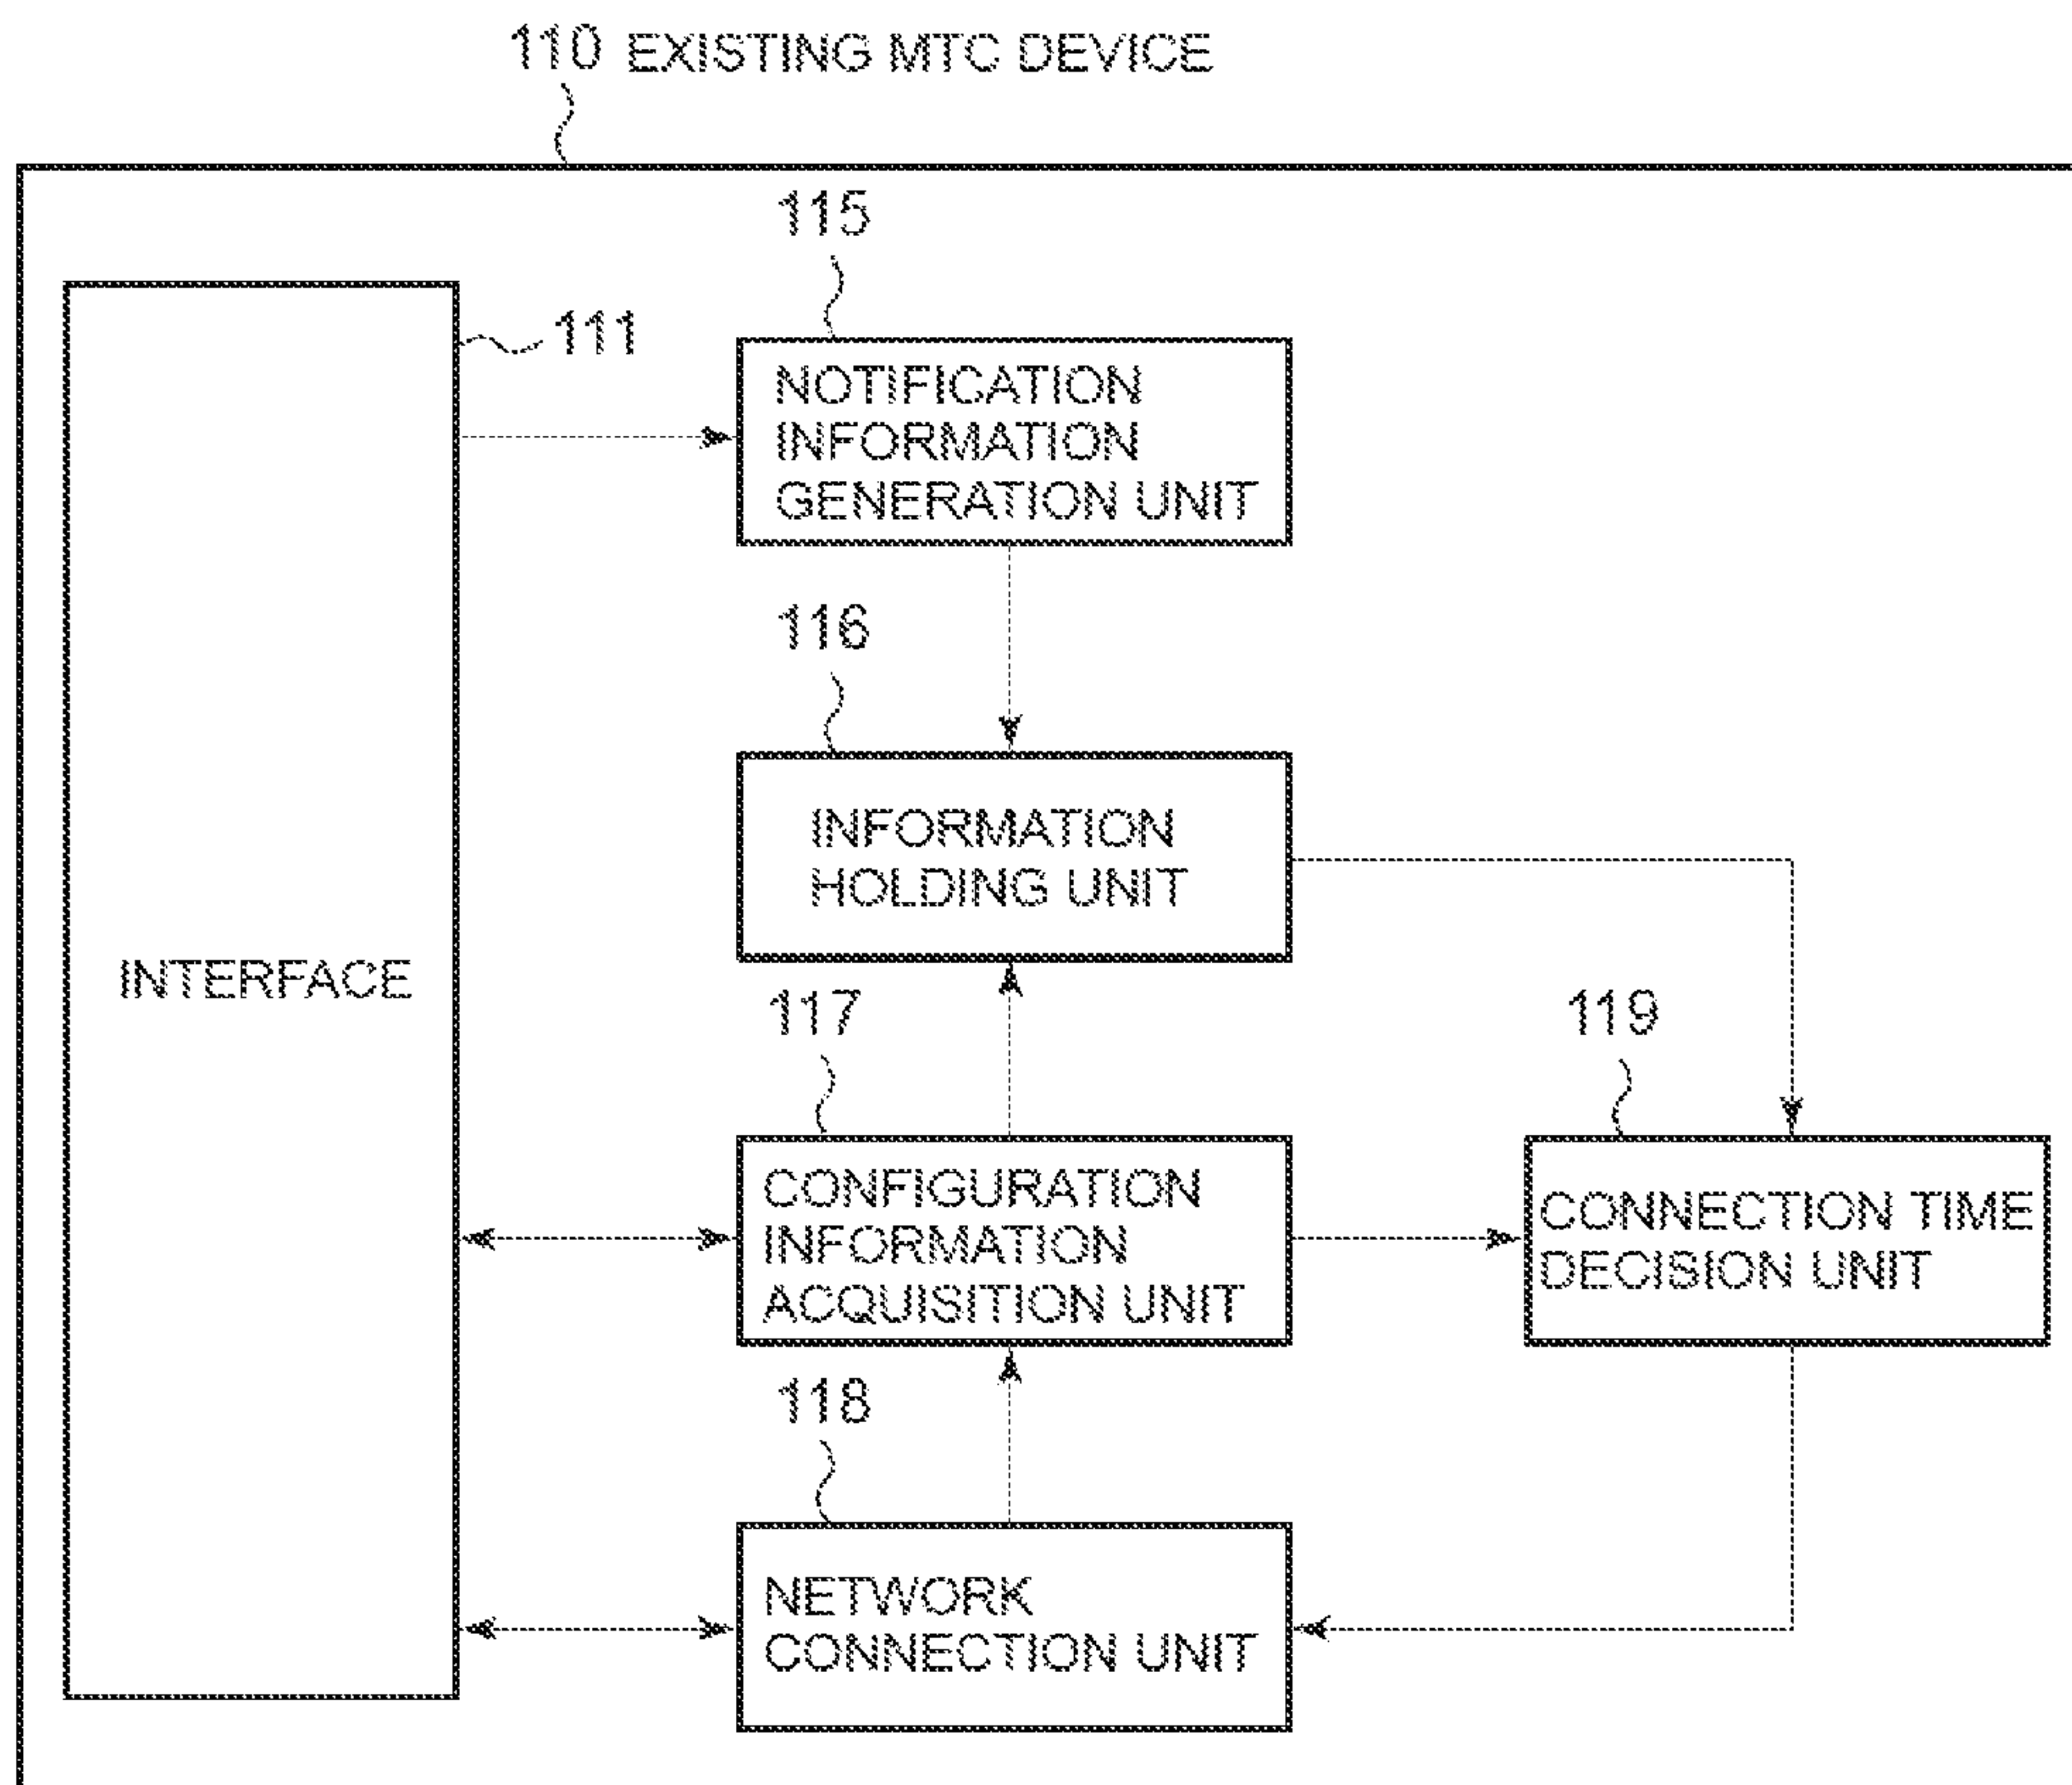 110 EXISTING MTC DEVICE
115
111
NOTIFICATION
INFORMATION
GENERATION UNIT
116
INFORMATION
HOLDING UNIT
INTERFACE
117
119
CONFIGURATION
INFORMATION
ACQUISITION UNIT
CONNECTION TIME
DECISION UNIT
118
NETWORK
CONNECTION UNIT